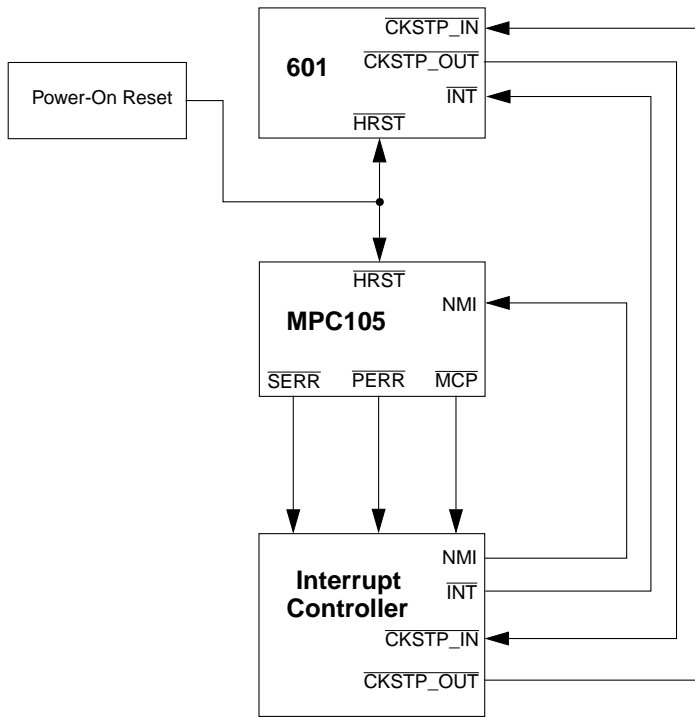 CKSTP_IN
601
CKSTP_OUT
Power-On Reset
INT
HRST
HRST
NMI
MPC105
SERR
PERR
MCP
NMI
Interrupt
Controller
INT
CKSTP_IN
CKSTP_OUT